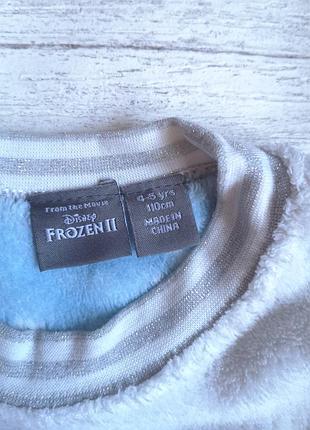 From the Movie
Disney
FROZEN II
4-5 yrs
110cm
MADE IN
CHINA